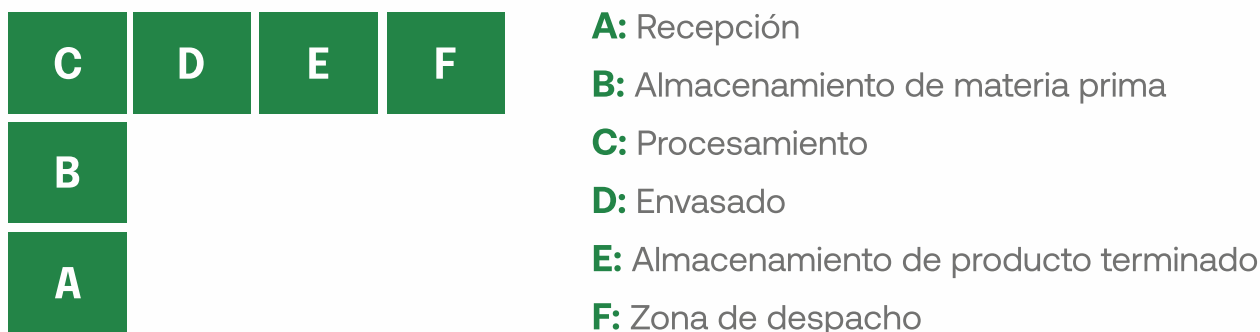 C D E F
B
A
A: Recepción
B: Almacenamiento de materia prima
C: Procesamiento
D: Envasado
E: Almacenamiento de producto terminado
F: Zona de despacho